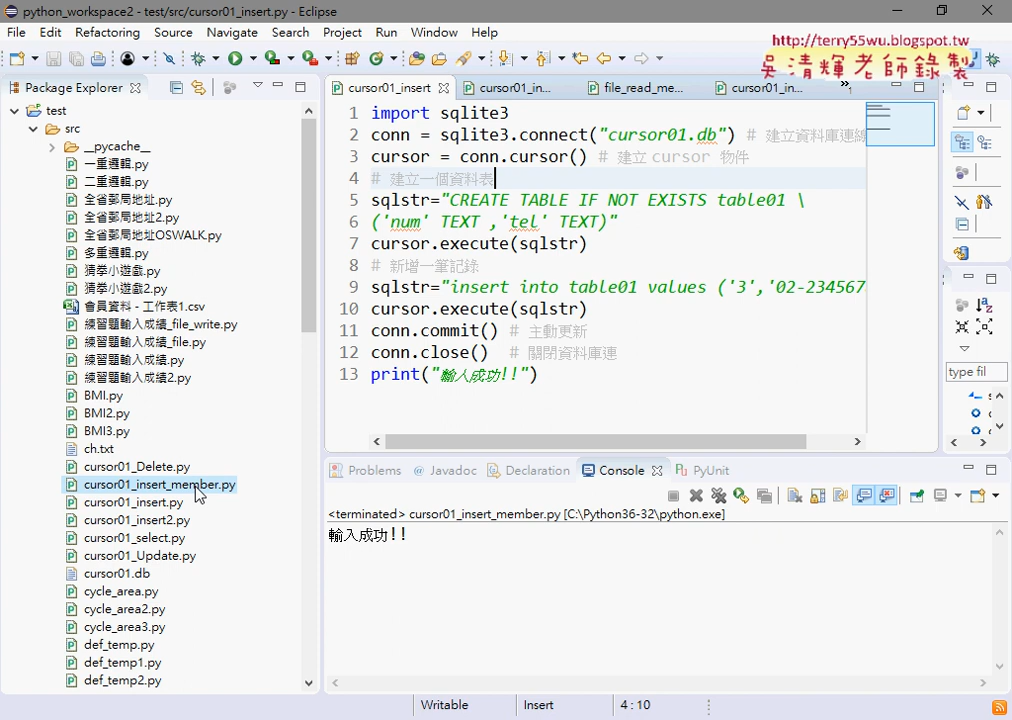 python_workspace2 - test/src/cursor01_insert.py - Eclipse
File Edit Refactoring Source Navigate Search Project Run Window Help
http://terry55wu.blogspot.tw
吳清輝老師錄製
Package Explorer
cursor01_insert
cursor01_in...
file_read_me...
cursor01_in...
test
src
__pycache__
一重邏輯.py
二重邏輯.py
全省郵局地址.py
全省郵局地址2.py
全省郵局地址OSWALK.py
多重邏輯.py
猜拳小遊戲.py
猜拳小遊戲2.py
會員資料 - 工作表1.csv
練習題輸入成績_file_write.py
練習題輸入成績_file.py
練習題輸入成績.py
練習題輸入成績2.py
BMI.py
BMI2.py
BMI3.py
ch.txt
cursor01_Delete.py
cursor01_insert_member.py
cursor01_insert.py
cursor01_insert2.py
cursor01_select.py
cursor01_Update.py
cursor01.db
cycle_area.py
cycle_area2.py
cycle_area3.py
def_temp.py
def_temp1.py
def_temp2.py
1 import sqlite3
2 conn = sqlite3.connect("cursor01.db") # 建立資料庫連線
3 cursor = conn.cursor() # 建立 cursor 物件
4 # 建立一個資料表
5 sqlstr="CREATE TABLE IF NOT EXISTS table01 \
6 ('num' TEXT ,'tel' TEXT)"
7 cursor.execute(sqlstr)
8 # 新增一筆記錄
9 sqlstr="insert into table01 values ('3','02-234567
10 cursor.execute(sqlstr)
11 conn.commit() # 主動更新
12 conn.close() # 關閉資料庫連
13 print("輸入成功!!")
type fil
Problems Javadoc Declaration Console PyUnit
<terminated> cursor01_insert_member.py [C:\Python36-32\python.exe]
輸入成功!!
Writable Insert 4 : 10